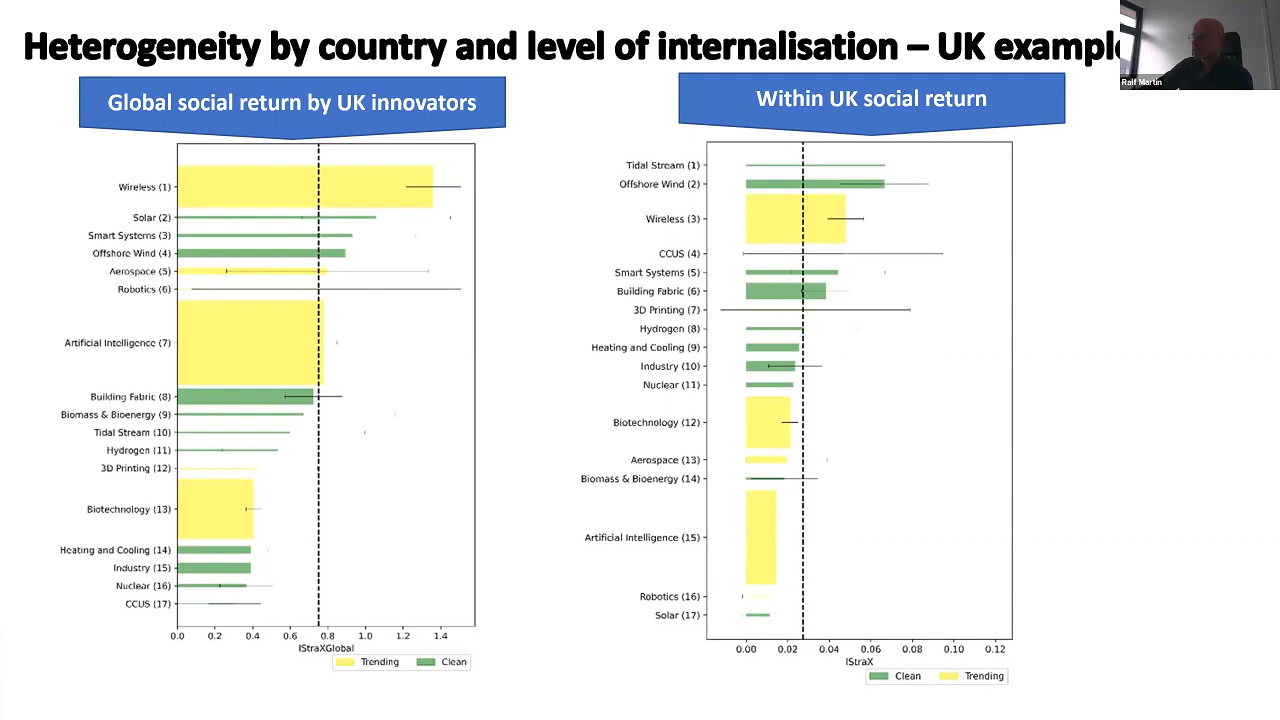 Heterogeneity by country and level of internalisation – UK example
Ralf Martin
Global social return by UK innovators
Wireless (1)
Solar (2)
Smart Systems (3)
Offshore Wind (4)
Aerospace (5)
Robotics (6)
Artificial Intelligence (7)
Building Fabric (8)
Biomass & Bioenergy (9)
Tidal Stream (10)
Hydrogen (11)
3D Printing (12)
Biotechnology (13)
Heating and Cooling (14)
Industry (15)
Nuclear (16)
CCUS (17)
0.0 0.2 0.4 0.6 0.8 1.0 1.2 1.4
IStraXGlobal
Trending Clean
Within UK social return
Tidal Stream (1)
Offshore Wind (2)
Wireless (3)
CCUS (4)
Smart Systems (5)
Building Fabric (6)
3D Printing (7)
Hydrogen (8)
Heating and Cooling (9)
Industry (10)
Nuclear (11)
Biotechnology (12)
Aerospace (13)
Biomass & Bioenergy (14)
Artificial Intelligence (15)
Robotics (16)
Solar (17)
0.00 0.02 0.04 0.06 0.08 0.10 0.12
IStraX
Clean Trending